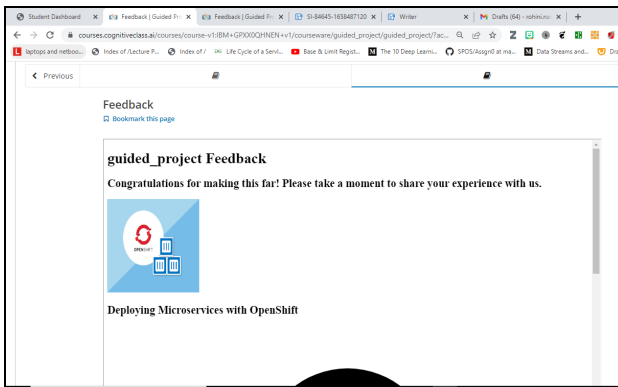 Student Dashboard
Feedback | Guided Pr
Feedback | Guided Pr
SI-84645-1658487120
Writer
Drafts (64) - rohini.ru
courses.cognitiveclass.ai/courses/course-v1:IBM+GPXX0QHNEN+v1/courseware/guided_project/guided_project/?ac...
laptops and netboo...
Index of /Lecture P...
Index of /
Life Cycle of a Servl...
Base & Limit Regist...
The 10 Deep Learni...
SPOS/Assgn0 at ma...
Data Streams and...
Dra
Previous
Feedback
Bookmark this page
guided_project Feedback
Congratulations for making this far! Please take a moment to share your experience with us.
OPENSHIFT
Deploying Microservices with OpenShift